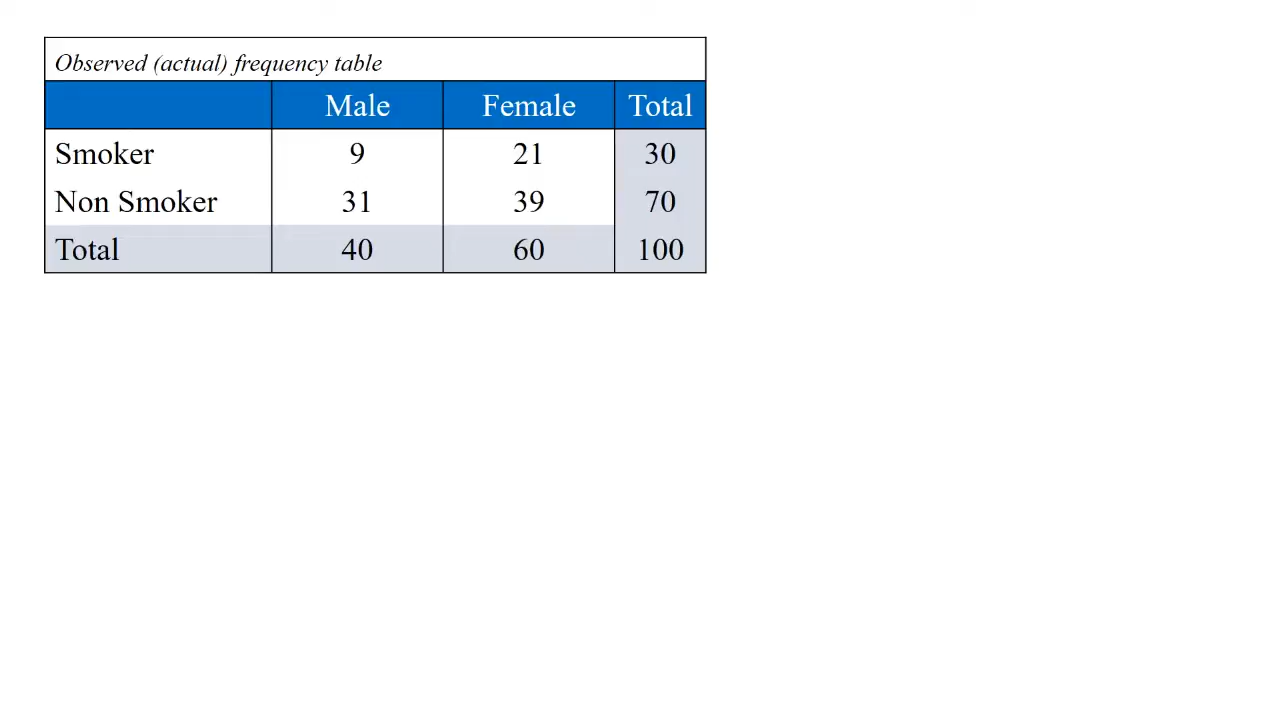 Observed (actual) frequency table
Male Female Total
Smoker 9 21 30
Non Smoker 31 39 70
Total 40 60 100